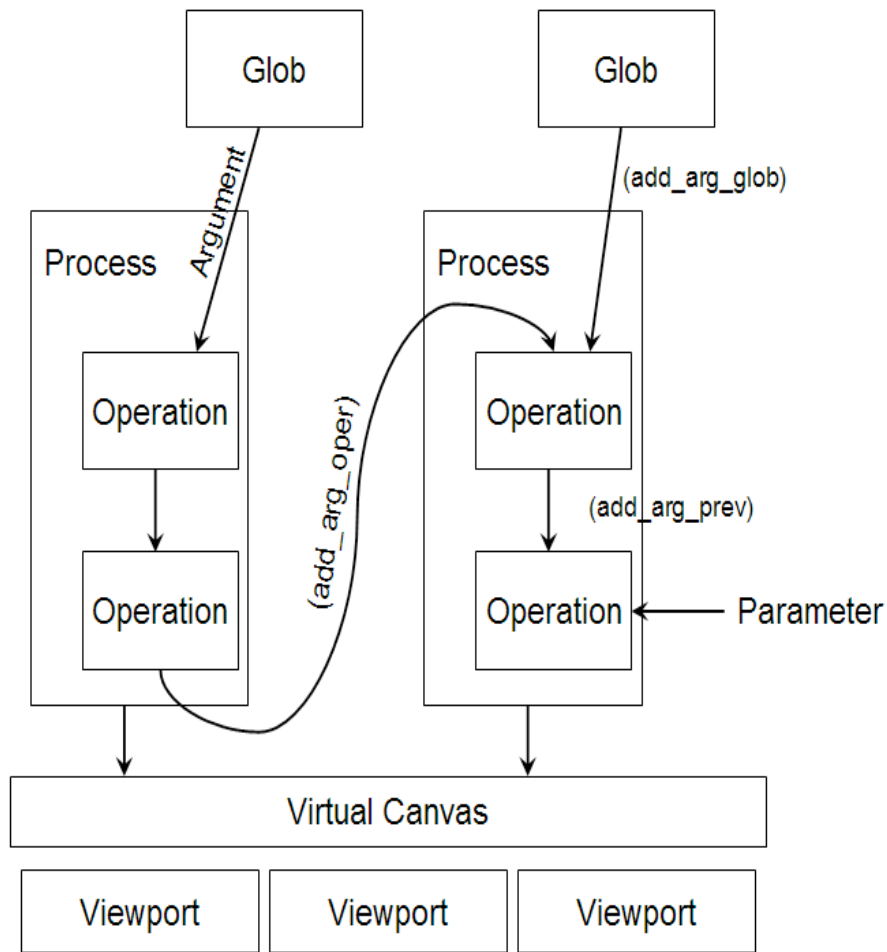 Glob
Glob
Argument
(add_arg_glob)
Process
Process
Operation
Operation
(add_arg_oper)
(add_arg_prev)
Operation
Operation
Parameter
Virtual Canvas
Viewport
Viewport
Viewport